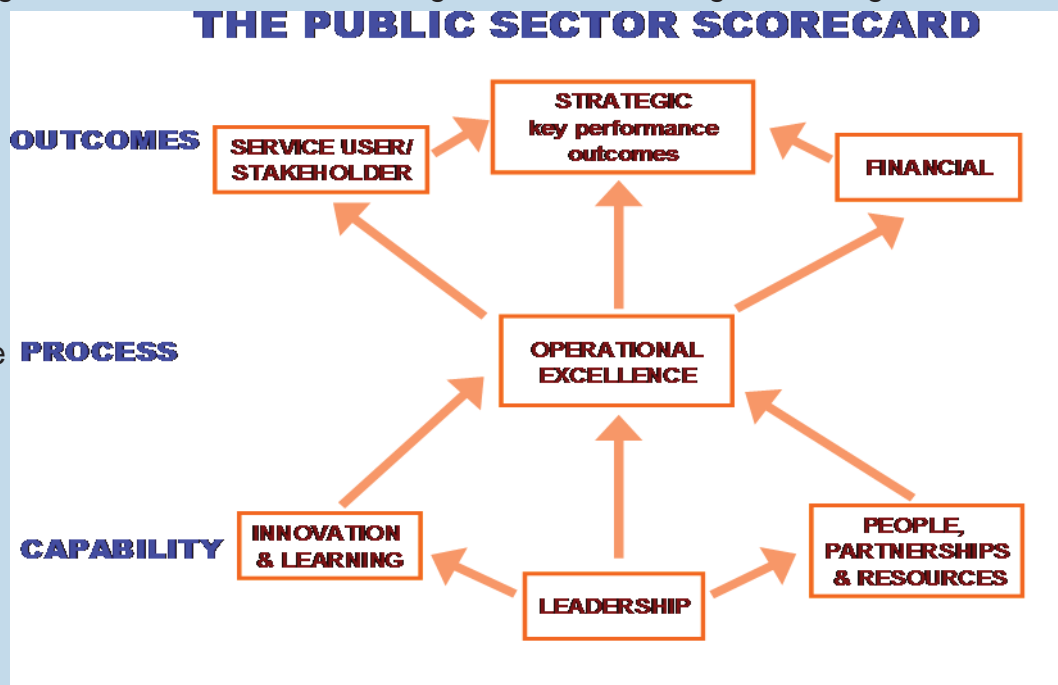 THE PUBLIC SECTOR SCORECARD
OUTCOMES
SERVICE USER/
STAKEHOLDER
STRATEGIC
key performance
outcomes
FINANCIAL
PROCESS
OPERATIONAL
EXCELLENCE
CAPABILITY
INNOVATION
& LEARNING
LEADERSHIP
PEOPLE,
PARTNERSHIPS
& RESOURCES